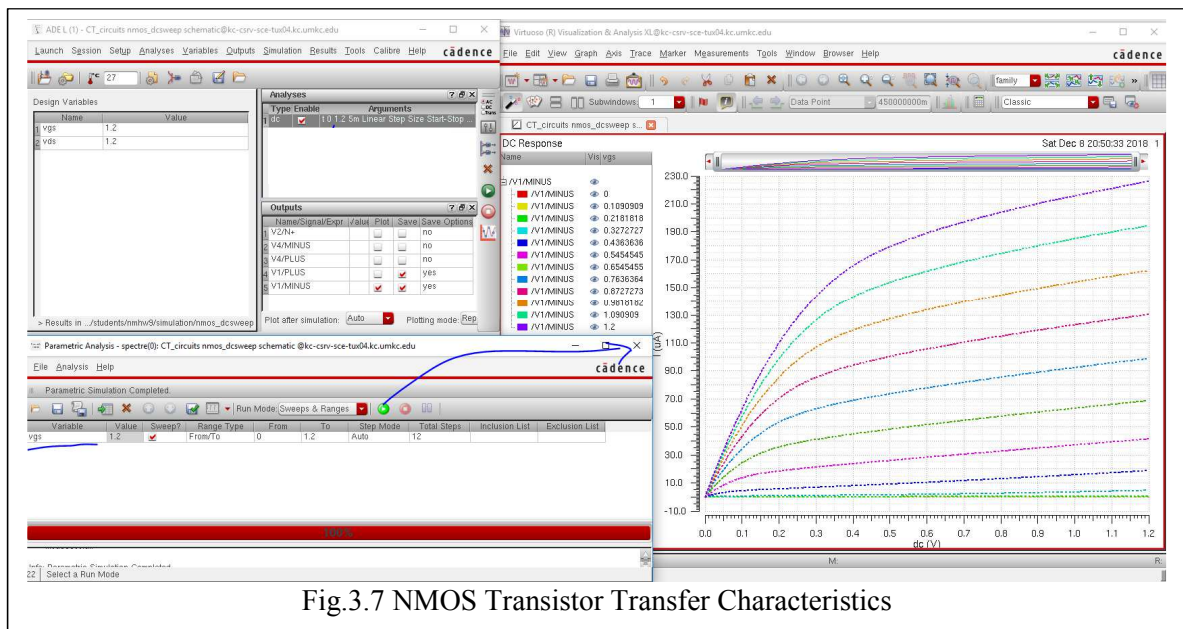 ADE L (1) - CT_circuits nmos_dcsweep schematic@kc-csrv-sce-tux04.kc.umkc.edu
Launch Session Setup Analyses Variables Outputs Simulation Results Tools Calibre Help cādence
27
Design Variables
Name Value
1 vgs 1.2
2 vds 1.2
> Results in .../students/nmhw9/simulation/nmos_dcsweep
Analyses
Type Enable Arguments
1 dc 1 0 1.2 5m Linear Step Size Start-Stop ...
AC
DC
Trans
Outputs
Name/Signal/Expr Value Plot Save Save Options
1 V2/N+ no
2 V4/MINUS no
3 V4/PLUS no
4 V1/PLUS yes
5 V1/MINUS yes
Plot after simulation: Auto Plotting mode: Rep
Parametric Analysis - spectre(0): CT_circuits nmos_dcsweep schematic @kc-csrv-sce-tux04.kc.umkc.edu
File Analysis Help cādence
Parametric Simulation Completed.
Run Mode: Sweeps & Ranges
Variable Value Sweep? Range Type From To Step Mode Total Steps Inclusion List Exclusion List
vgs 1.2 From/To 0 1.2 Auto 12
100%
22 Select a Run Mode
Virtuoso (R) Visualization & Analysis XL@kc-csrv-sce-tux04.kc.umkc.edu
File Edit View Graph Axis Trace Marker Measurements Tools Window Browser Help cādence
family
Subwindows: 1 Data Point 450000000m Classic
CT_circuits nmos_dcsweep s...
DC Response Sat Dec 8 20:50:33 2018 1
Name Vis vgs
/V1/MINUS
/V1/MINUS 0
/V1/MINUS 0.1090909
/V1/MINUS 0.2181818
/V1/MINUS 0.3272727
/V1/MINUS 0.4363636
/V1/MINUS 0.5454545
/V1/MINUS 0.6545455
/V1/MINUS 0.7636364
/V1/MINUS 0.8727273
/V1/MINUS 0.9818182
/V1/MINUS 1.090909
/V1/MINUS 1.2
230.0
210.0
190.0
170.0
150.0
130.0
110.0
90.0
70.0
50.0
30.0
10.0
-10.0
I (uA)
0.0 0.1 0.2 0.3 0.4 0.5 0.6 0.7 0.8 0.9 1.0 1.1 1.2
dc (V)
M: R:
Fig.3.7 NMOS Transistor Transfer Characteristics